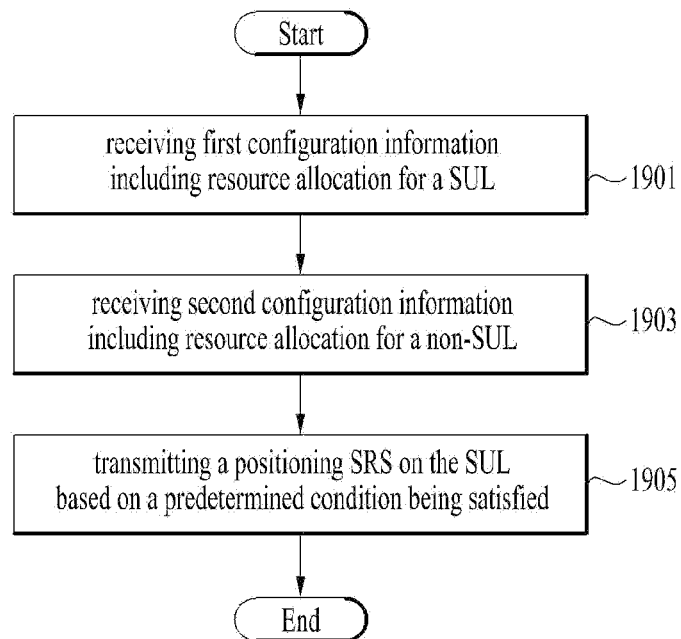 Start
receiving first configuration information
including resource allocation for a SUL
1901
receiving second configuration information
including resource allocation for a non-SUL
1903
transmitting a positioning SRS on the SUL
based on a predetermined condition being satisfied
1905
End